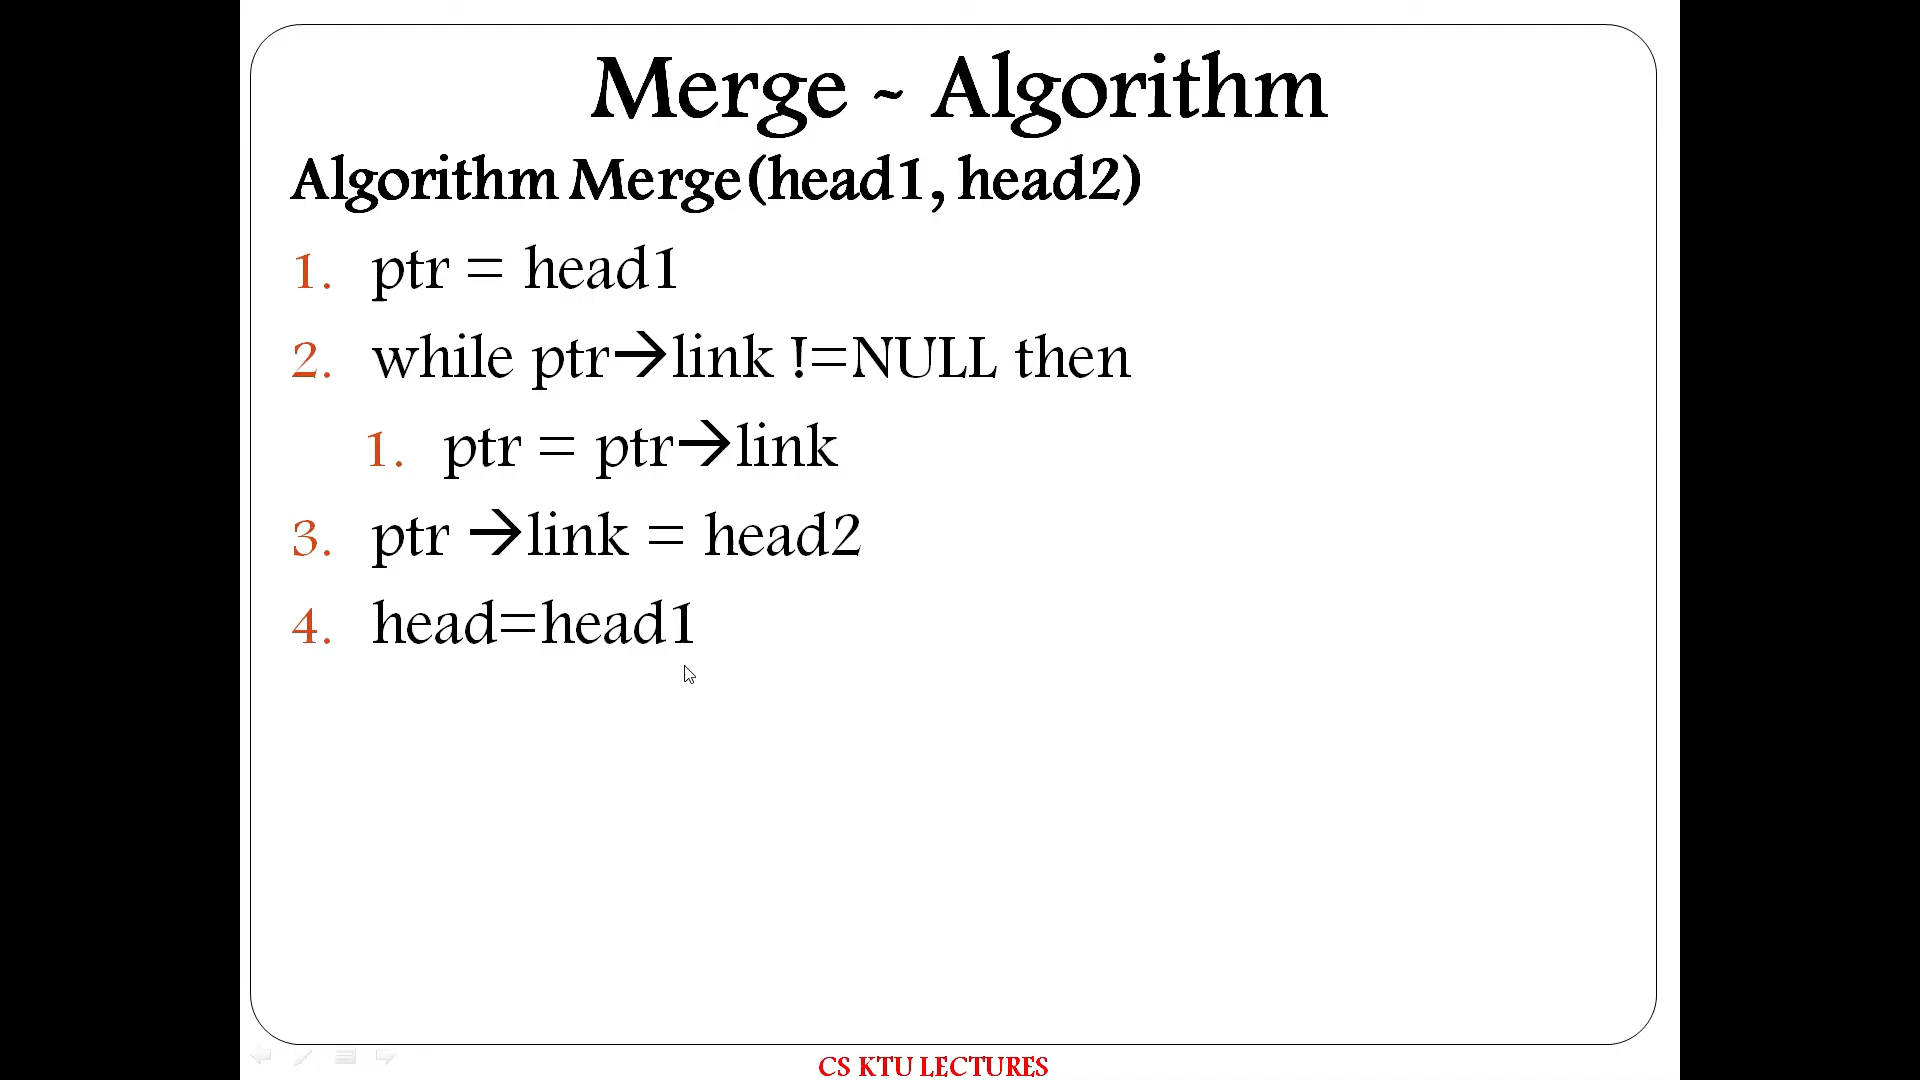 Merge ~ Algorithm
Algorithm Merge(head1, head2)
1. ptr = head1
2. while ptr→link !=NULL then
1. ptr = ptr→link
3. ptr →link = head2
4. head=head1
CS KTU LECTURES